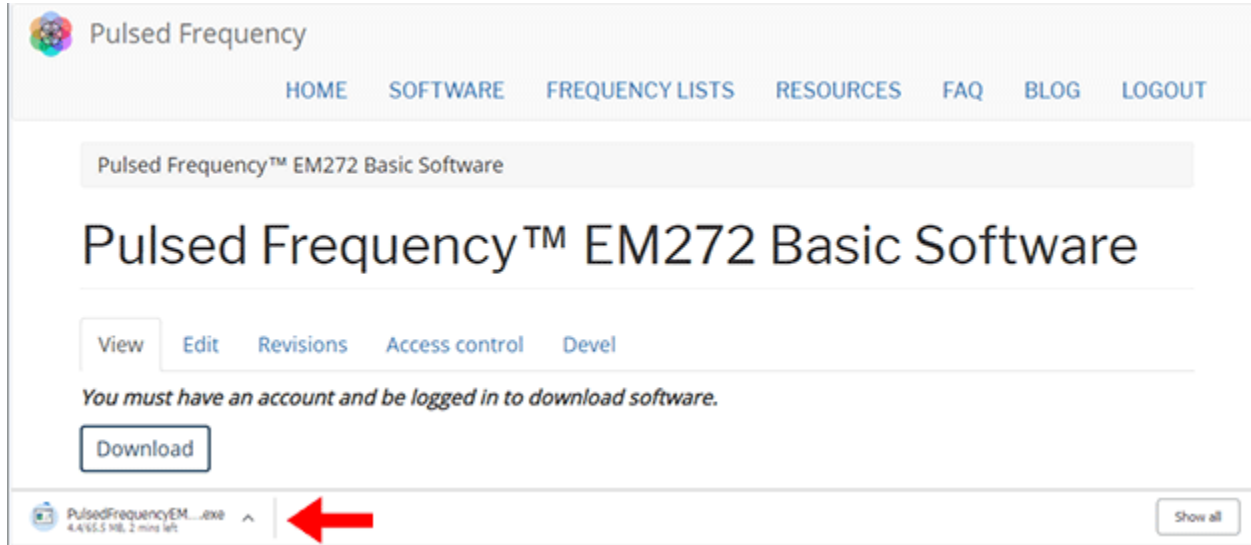 Pulsed Frequency
HOME SOFTWARE FREQUENCY LISTS RESOURCES FAQ BLOG LOGOUT
Pulsed Frequency™ EM272 Basic Software
Pulsed Frequency™ EM272 Basic Software
View Edit Revisions Access control Devel
You must have an account and be logged in to download software.
Download
PulsedFrequencyEM....exe
4.4/65.5 MB, 2 mins left
Show all